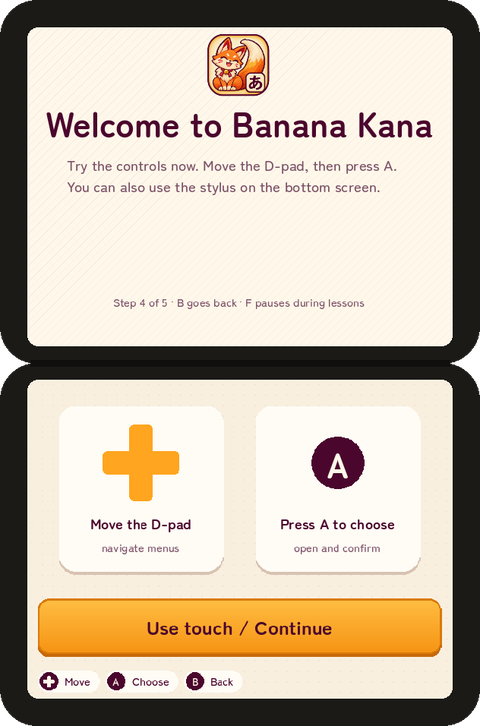 あ
Welcome to Banana Kana
Try the controls now. Move the D-pad, then press A.
You can also use the stylus on the bottom screen.
Step 4 of 5 · B goes back · F pauses during lessons
A
Move the D-pad
Press A to choose
navigate menus
open and confirm
Use touch / Continue
Move
A Choose
B Back